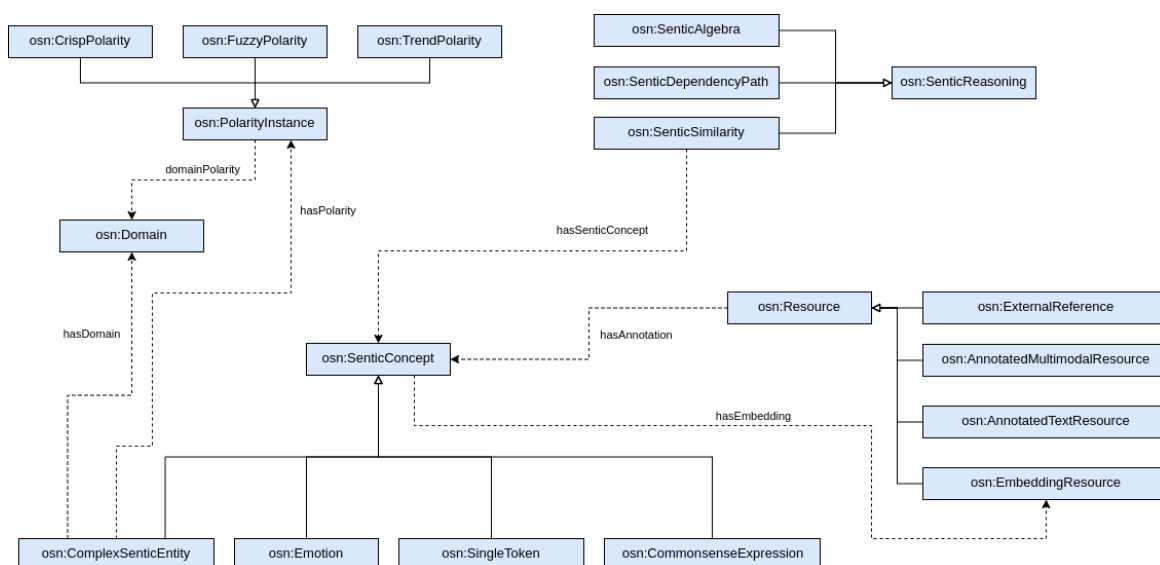 osn:CrispPolarity
osn:FuzzyPolarity
osn:TrendPolarity
osn:SenticAlgebra
osn:SenticDependencyPath
osn:SenticReasoning
osn:PolarityInstance
osn:SenticSimilarity
domainPolarity
hasPolarity
osn:Domain
hasSenticConcept
osn:Resource
osn:ExternalReference
hasDomain
hasAnnotation
osn:SenticConcept
osn:AnnotatedMultimodalResource
hasEmbedding
osn:AnnotatedTextResource
osn:EmbeddingResource
osn:ComplexSenticEntity
osn:Emotion
osn:SingleToken
osn:CommonsenseExpression